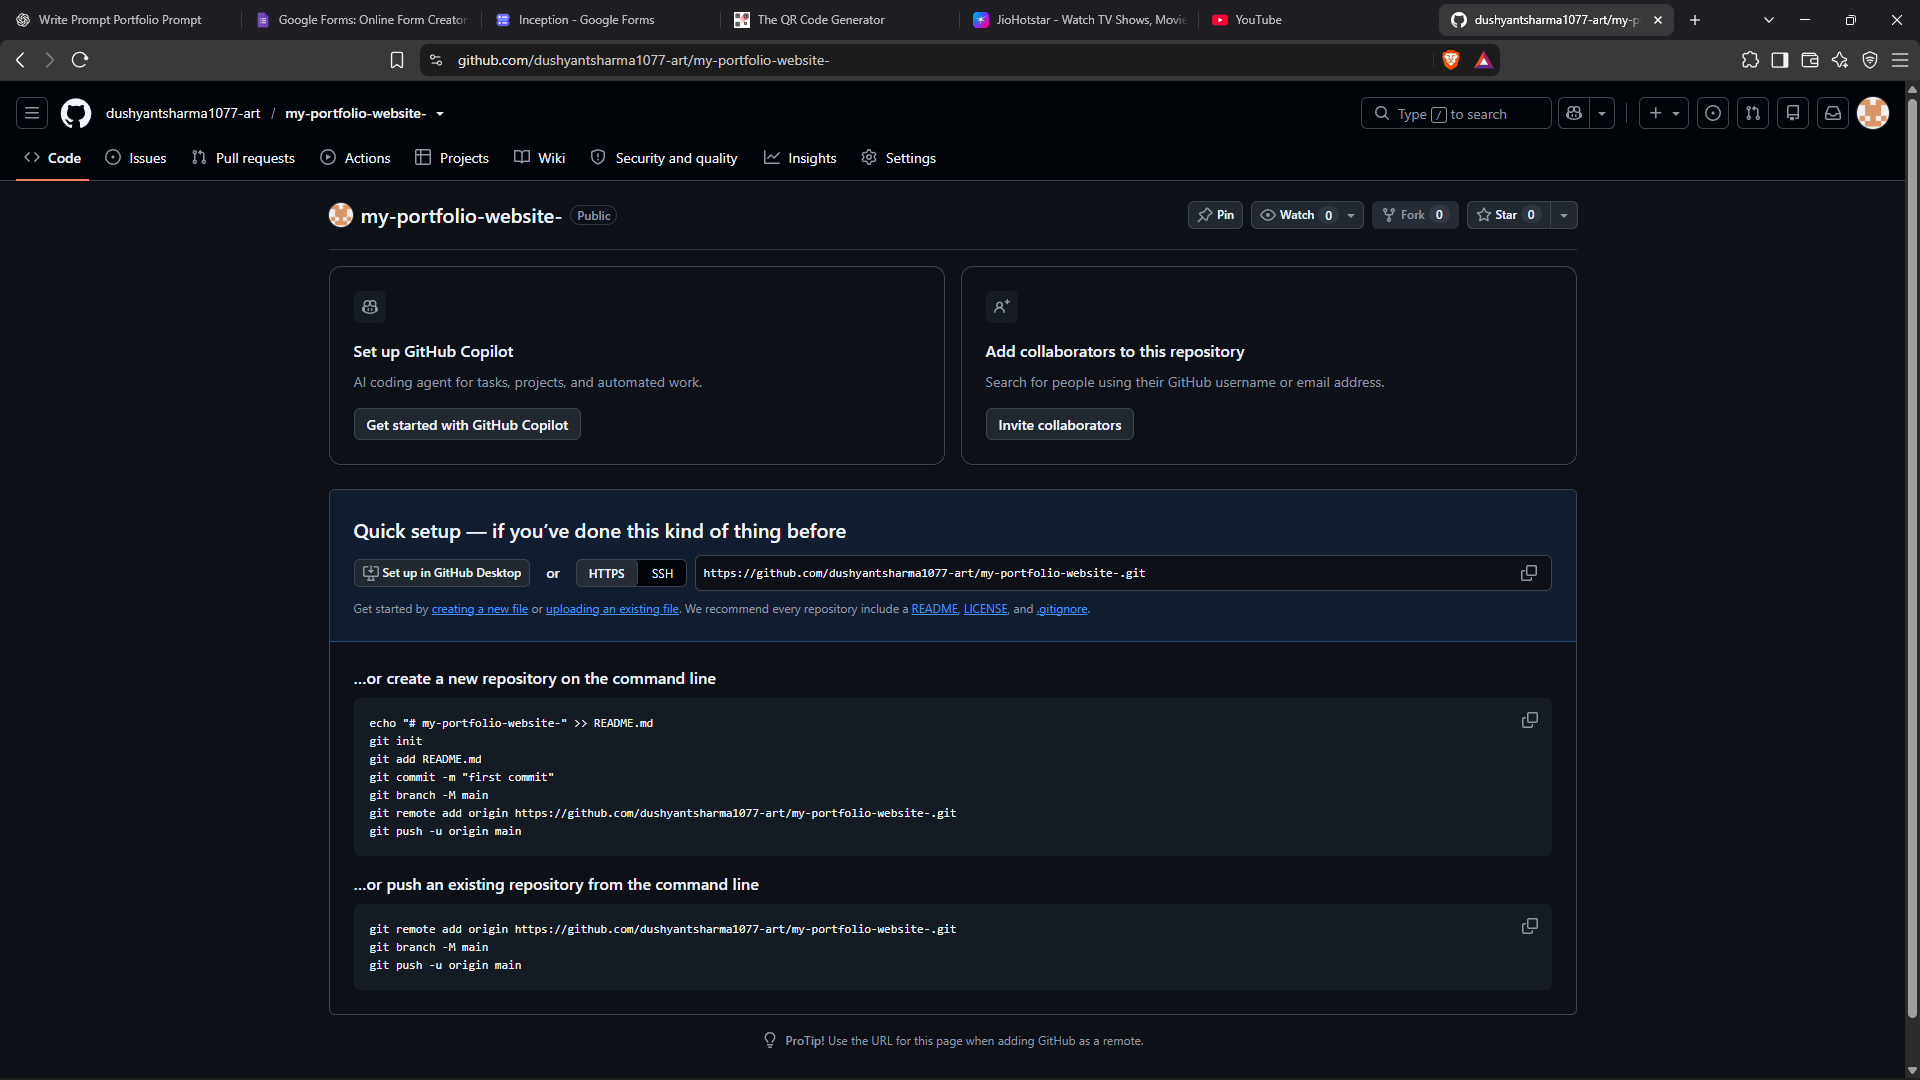 Write Prompt Portfolio Prompt
Google Forms: Online Form Creator
Inception - Google Forms
The QR Code Generator
JioHotstar - Watch TV Shows, Movie
YouTube
dushyantsharma1077-art/my-p
github.com/dushyantsharma1077-art/my-portfolio-website-
dushyantsharma1077-art / my-portfolio-website-
Type / to search
Code Issues Pull requests Actions Projects Wiki Security and quality Insights Settings
my-portfolio-website- Public
Pin Watch 0 Fork 0 Star 0
Set up GitHub Copilot
AI coding agent for tasks, projects, and automated work.
Get started with GitHub Copilot
Add collaborators to this repository
Search for people using their GitHub username or email address.
Invite collaborators
Quick setup — if you’ve done this kind of thing before
Set up in GitHub Desktop or HTTPS SSH https://github.com/dushyantsharma1077-art/my-portfolio-website-.git
Get started by creating a new file or uploading an existing file. We recommend every repository include a README, LICENSE, and .gitignore.
…or create a new repository on the command line
echo "# my-portfolio-website-" >> README.md
git init
git add README.md
git commit -m "first commit"
git branch -M main
git remote add origin https://github.com/dushyantsharma1077-art/my-portfolio-website-.git
git push -u origin main
…or push an existing repository from the command line
git remote add origin https://github.com/dushyantsharma1077-art/my-portfolio-website-.git
git branch -M main
git push -u origin main
ProTip! Use the URL for this page when adding GitHub as a remote.